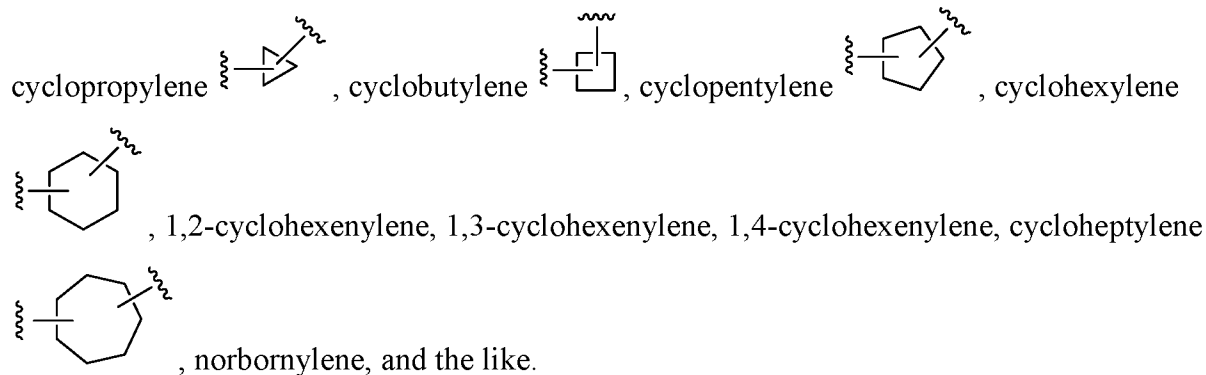 cyclopropylene , cyclobutylene , cyclopentylene , cyclohexylene
, 1,2-cyclohexenylene, 1,3-cyclohexenylene, 1,4-cyclohexenylene, cycloheptylene
, norbornylene, and the like.